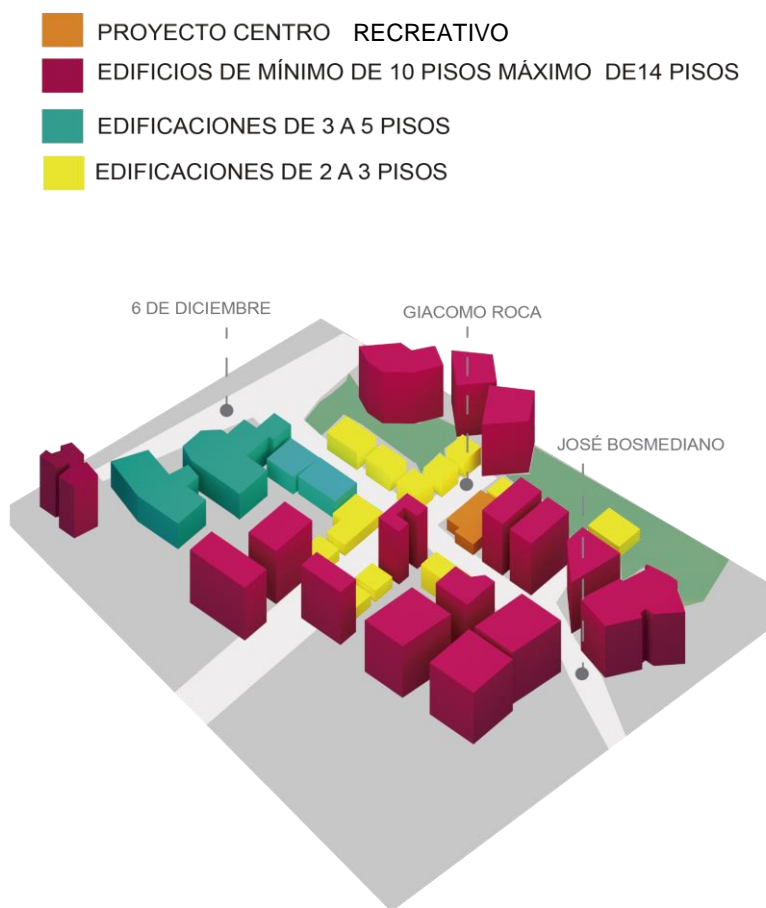 PROYECTO CENTRO RECREATIVO
EDIFICIOS DE MÍNIMO DE 10 PISOS MÁXIMO DE14 PISOS
EDIFICACIONES DE 3 A 5 PISOS
EDIFICACIONES DE 2 A 3 PISOS
6 DE DICIEMBRE
GIACOMO ROCA
JOSÉ BOSMEDIANO